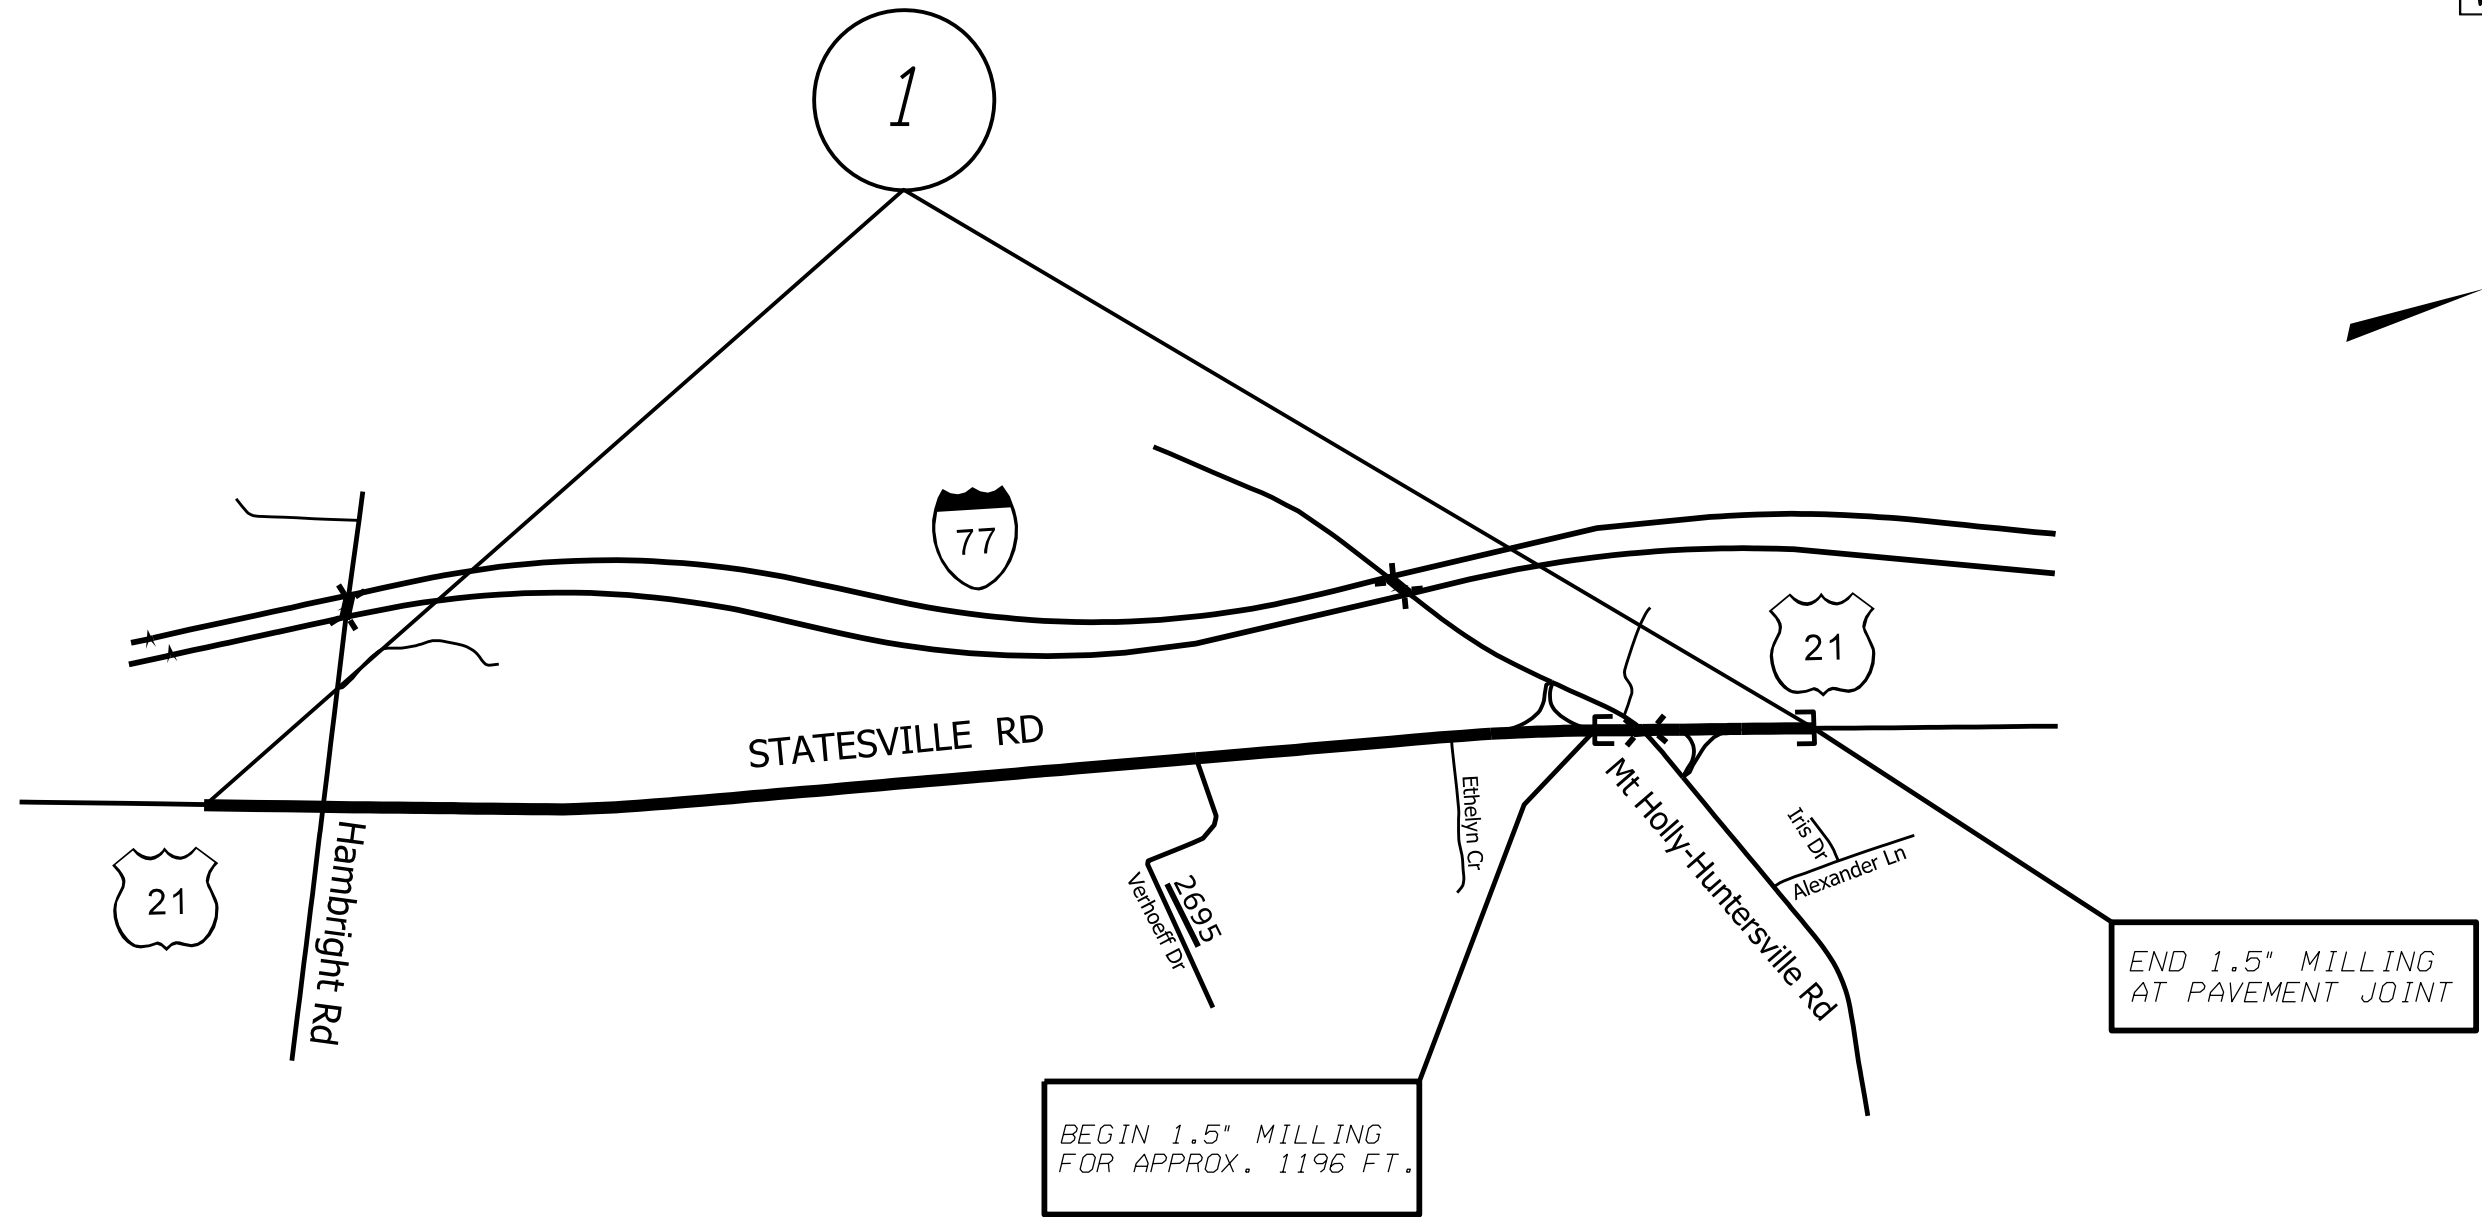 1
77
21
STATESVILLE RD
21
Hambright Rd
Ethelyn Cr
Mt Holly-Huntersville Rd
Iris Dr
Alexander Ln
2695
Verhoeff Dr
END 1.5" MILLING
AT PAVEMENT JOINT
BEGIN 1.5" MILLING
FOR APPROX. 1196 FT.